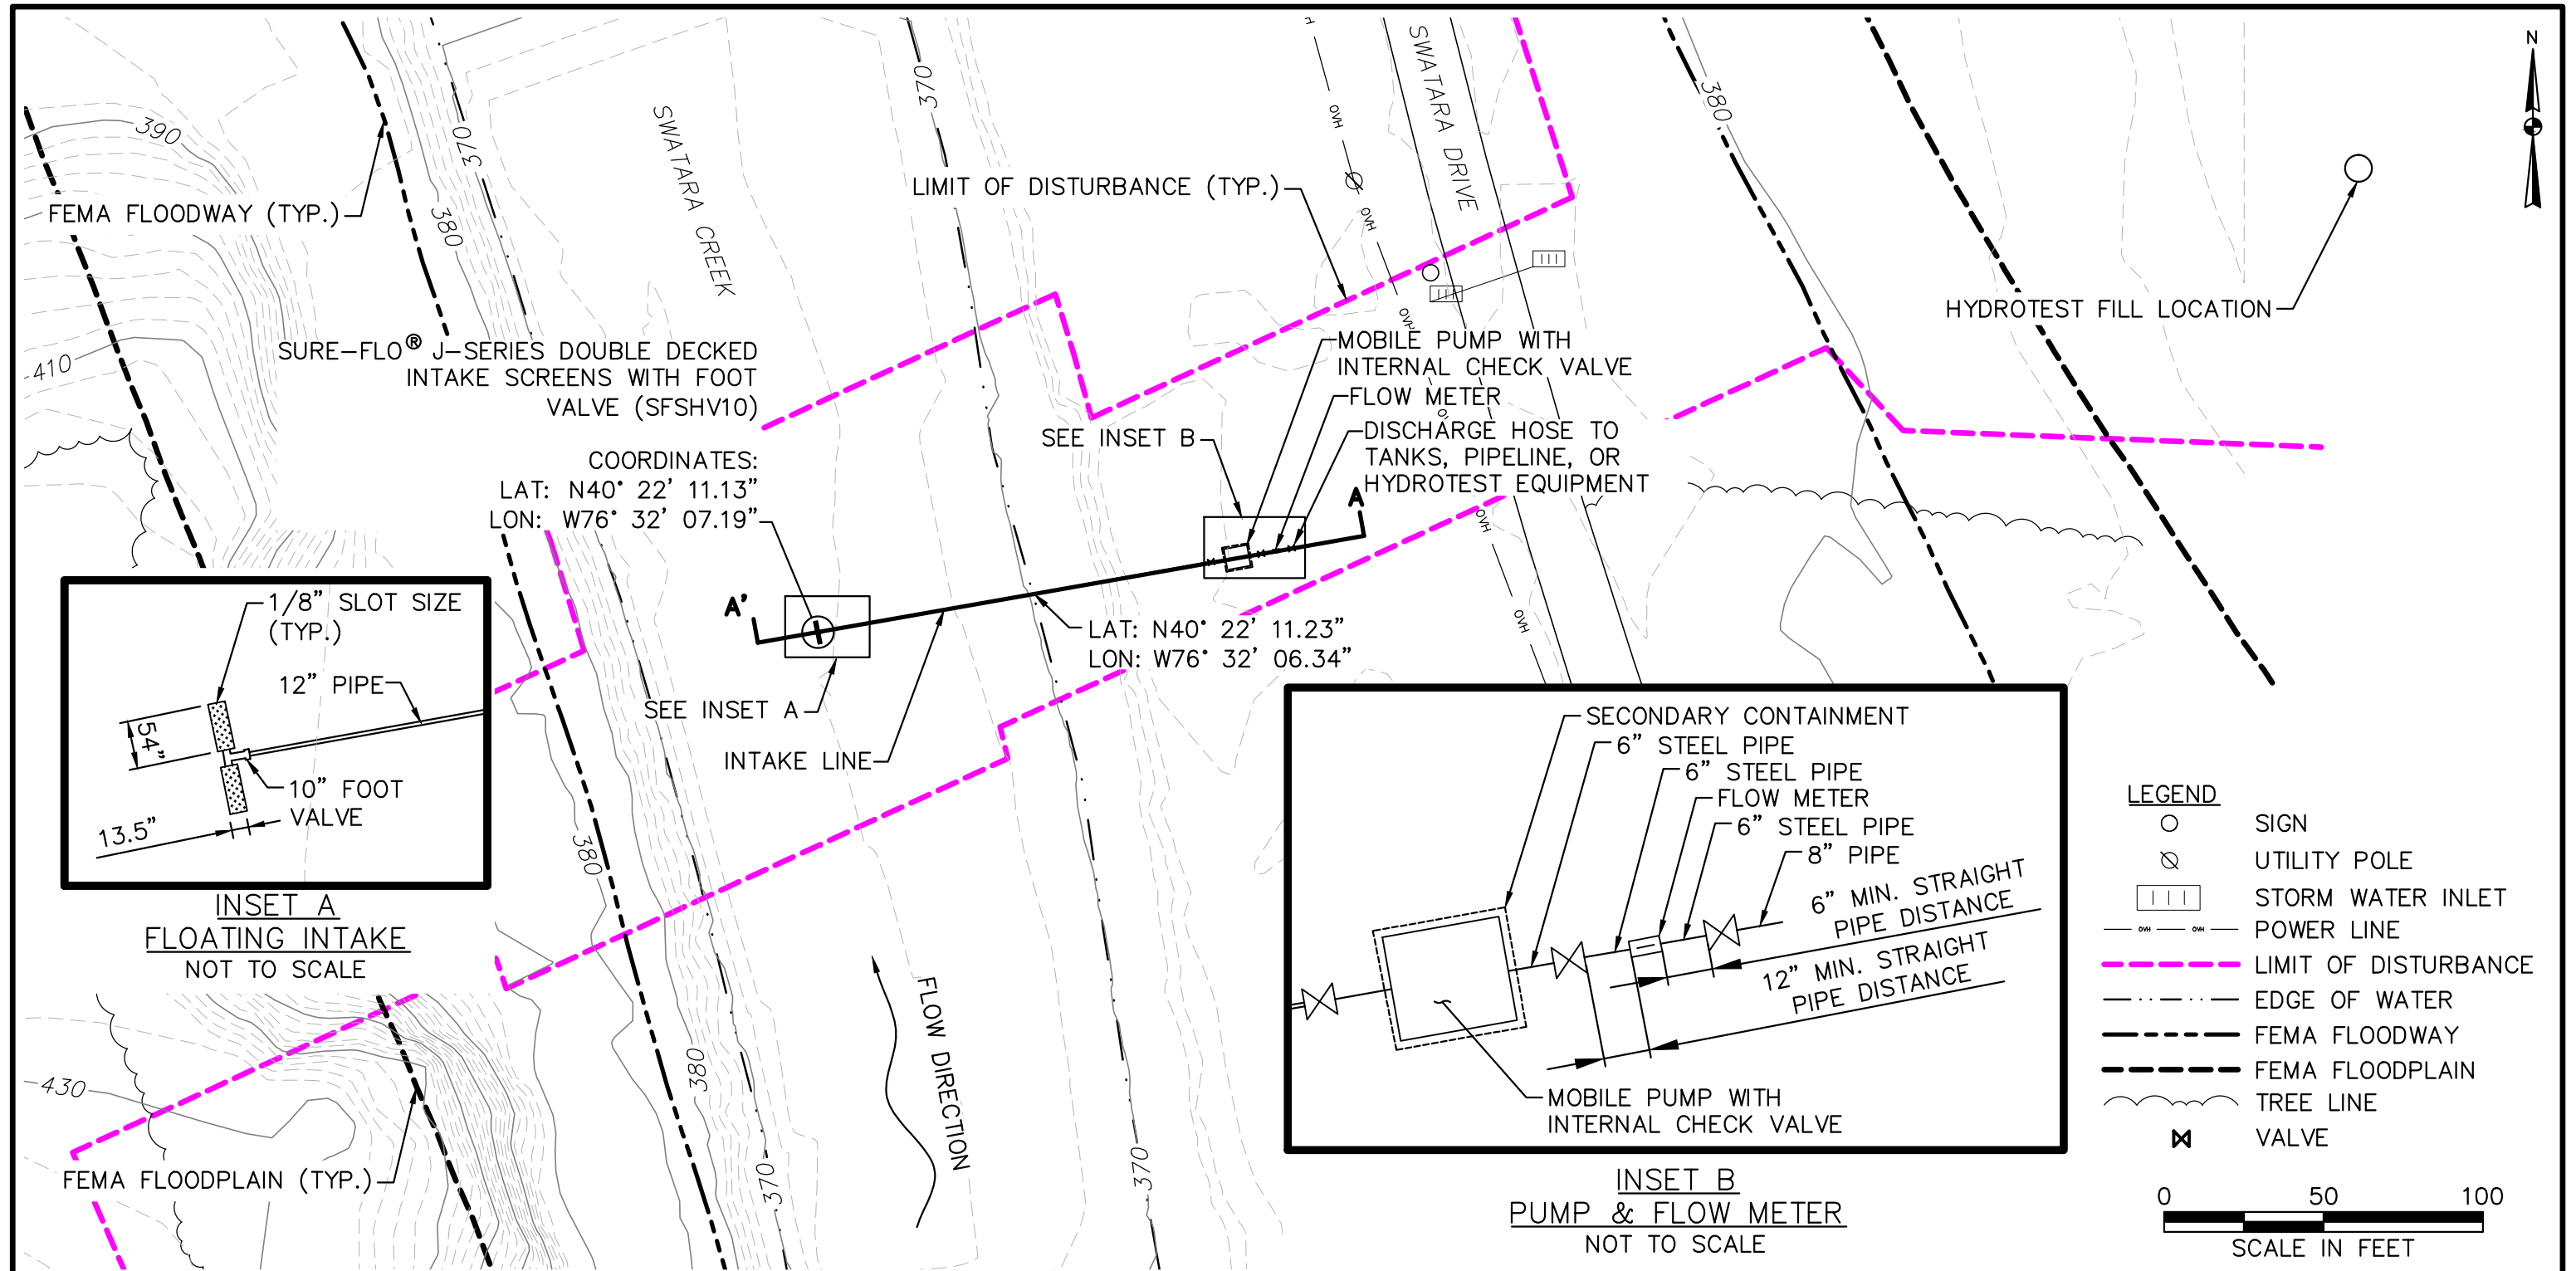 N
390
370
380
410
FEMA FLOODWAY (TYP.)
SWATARA CREEK
370
LIMIT OF DISTURBANCE (TYP.)
OVH
SWATARA DRIVE
380
HYDROTEST FILL LOCATION
SURE-FLO® J-SERIES DOUBLE DECKED
INTAKE SCREENS WITH FOOT
VALVE (SFSHV10)
COORDINATES:
LAT: N40° 22' 11.13"
LON: W76° 32' 07.19"
MOBILE PUMP WITH
INTERNAL CHECK VALVE
FLOW METER
DISCHARGE HOSE TO
TANKS, PIPELINE, OR
HYDROTEST EQUIPMENT
SEE INSET B
A
A'
LAT: N40° 22' 11.23"
LON: W76° 32' 06.34"
SEE INSET A
INTAKE LINE
1/8" SLOT SIZE
(TYP.)
12" PIPE
54"
10" FOOT
VALVE
13.5"
INSET A
FLOATING INTAKE
NOT TO SCALE
380
380
370
370
430
FLOW DIRECTION
FEMA FLOODPLAIN (TYP.)
SECONDARY CONTAINMENT
6" STEEL PIPE
6" STEEL PIPE
FLOW METER
6" STEEL PIPE
8" PIPE
6" MIN. STRAIGHT
PIPE DISTANCE
12" MIN. STRAIGHT
PIPE DISTANCE
MOBILE PUMP WITH
INTERNAL CHECK VALVE
INSET B
PUMP & FLOW METER
NOT TO SCALE
LEGEND
SIGN
UTILITY POLE
STORM WATER INLET
OVH OVH POWER LINE
LIMIT OF DISTURBANCE
EDGE OF WATER
FEMA FLOODWAY
FEMA FLOODPLAIN
TREE LINE
VALVE
0 50 100
SCALE IN FEET